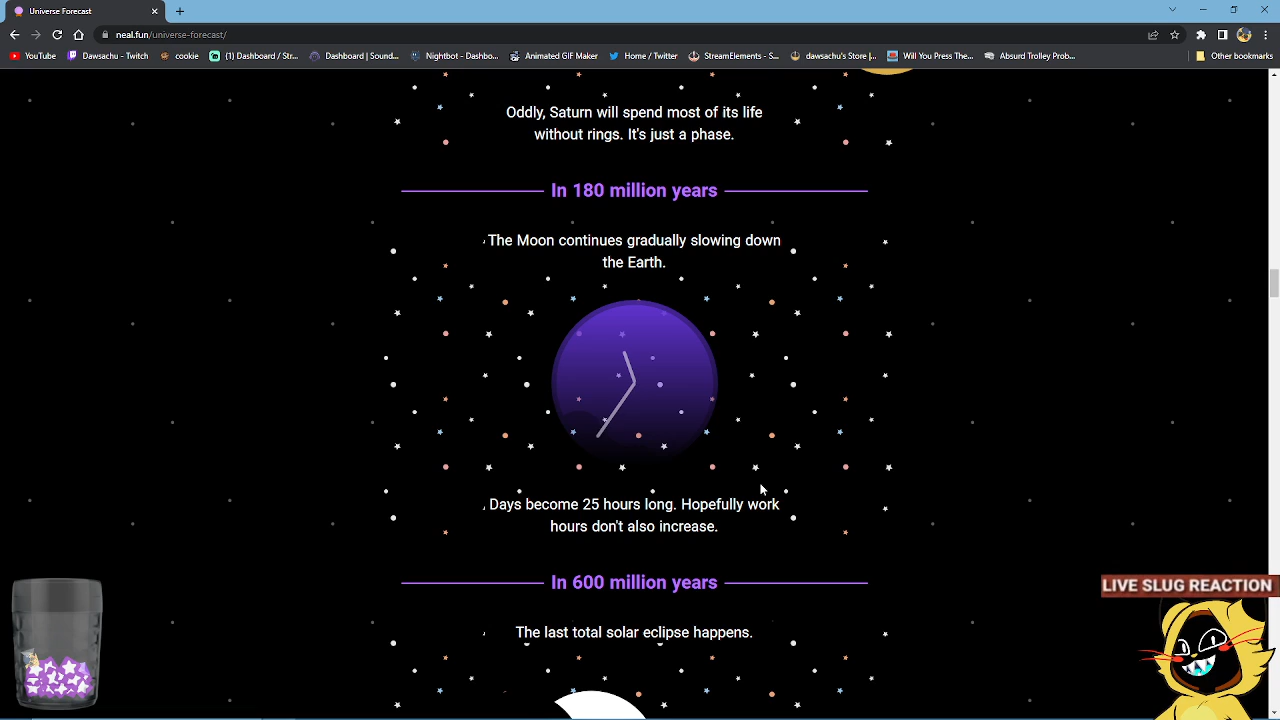 Universe Forecast
neal.fun/universe-forecast/
YouTube
Dawsachu - Twitch
cookie
(1) Dashboard / Str...
Dashboard | Sound...
Nightbot - Dashbo...
Animated GIF Maker
Home / Twitter
StreamElements - S...
dawsachu's Store |...
Will You Press The...
Absurd Trolley Prob...
Other bookmarks
Oddly, Saturn will spend most of its life
without rings. It's just a phase.
In 180 million years
The Moon continues gradually slowing down
the Earth.
Days become 25 hours long. Hopefully work
hours don't also increase.
In 600 million years
LIVE SLUG REACTION
The last total solar eclipse happens.